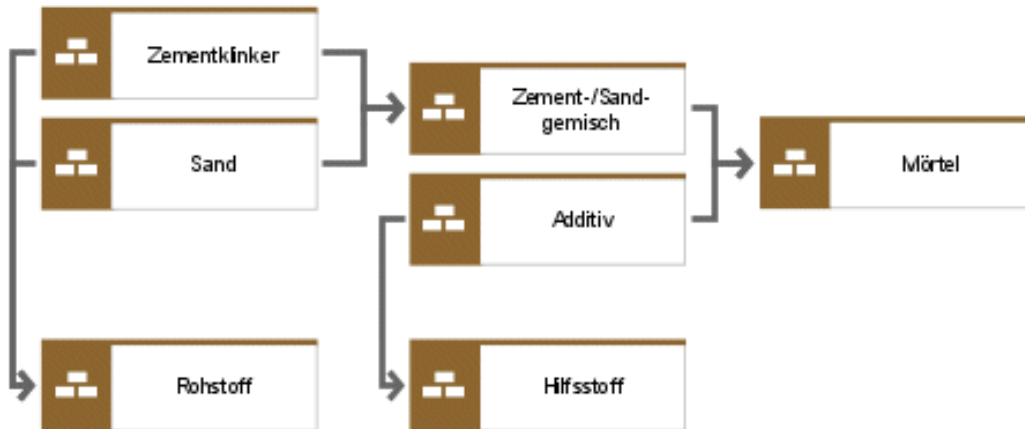 Zementklinker
Sand
Zement-/Sand-
gemisch
Additiv
Mörtel
Rohstoff
Hilfsstoff